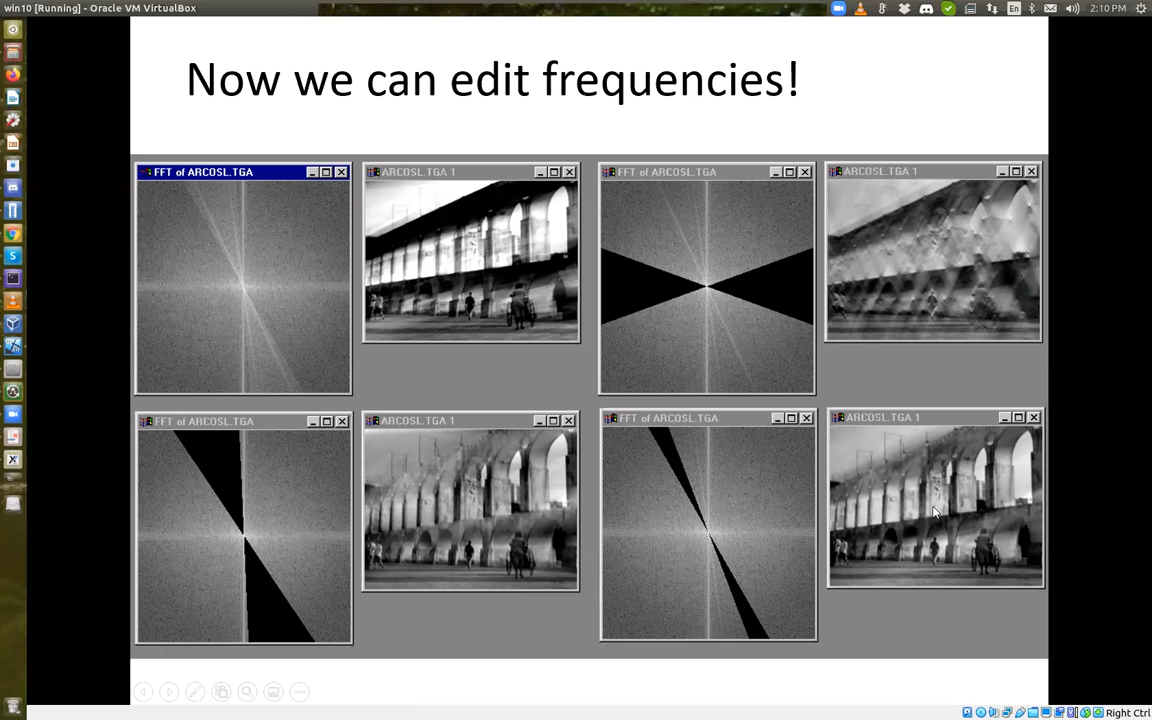 win10 [Running] - Oracle VM VirtualBox
En
2:10 PM
Now we can edit frequencies!
FFT of ARCOSL.TGA
ARCOSL.TGA 1
FFT of ARCOSL.TGA
ARCOSL.TGA 1
FFT of ARCOSL.TGA
ARCOSL.TGA 1
FFT of ARCOSL.TGA
ARCOSL.TGA 1
Right Ctrl